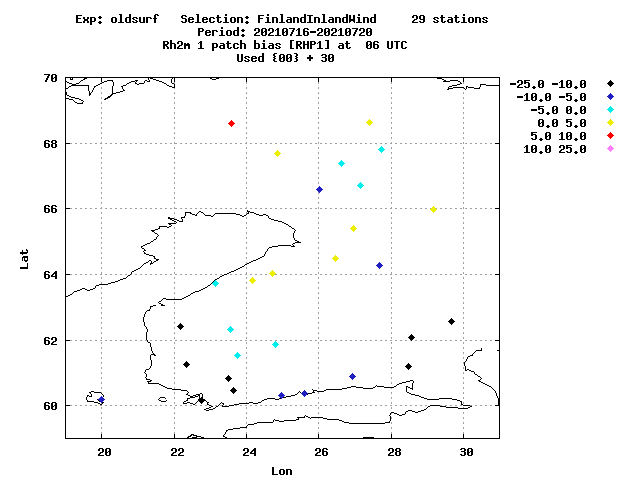 Exp: oldsurf   Selection: FinlandInlandWind     29 stations
Period: 20210716-20210720
Rh2m 1 patch bias [RHP1] at  06 UTC
Used {00} + 30
-25.0 -10.0
-10.0 -5.0
-5.0 0.0
0.0 5.0
5.0 10.0
10.0 25.0
70
68
66
64
62
60
Lat
20 22 24 26 28 30
Lon